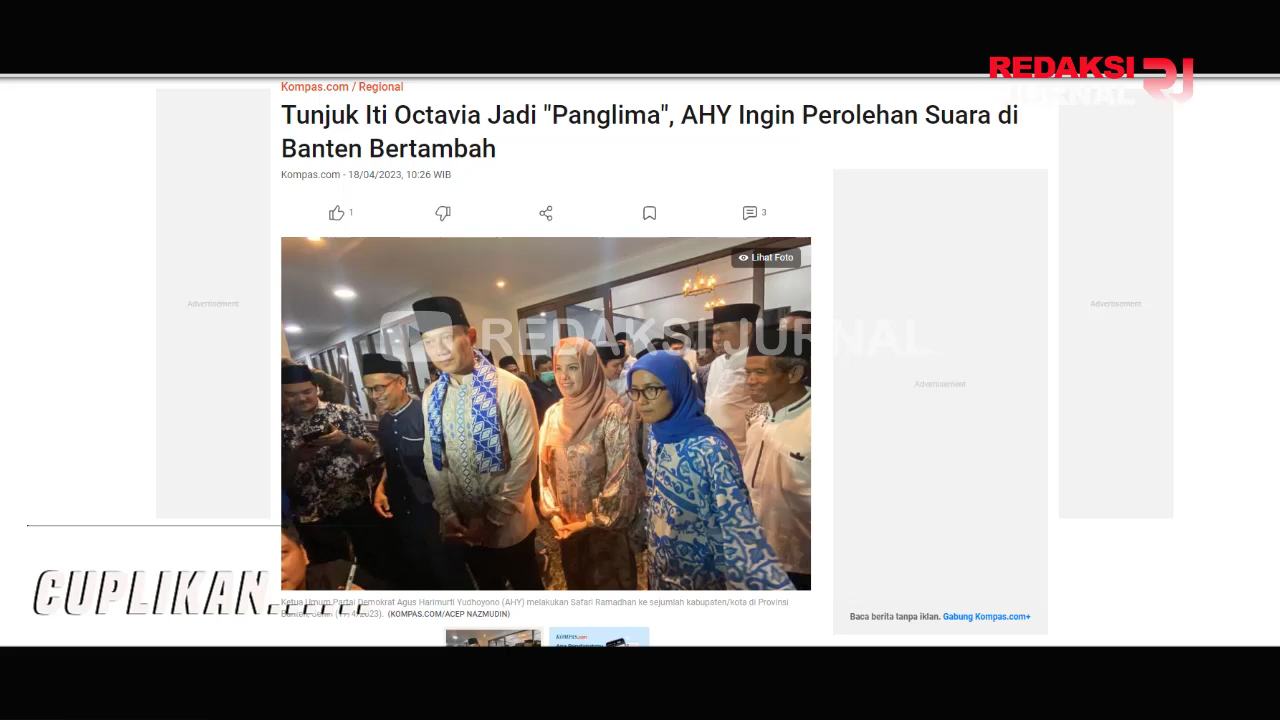 REDAKSI
JURNAL
RJ
Kompas.com / Regional
Tunjuk Iti Octavia Jadi "Panglima", AHY Ingin Perolehan Suara di
Banten Bertambah
Kompas.com - 18/04/2023, 10:26 WIB
1
3
Lihat Foto
REDAKSI JURNAL
Advertisement
Advertisement
Advertisement
CUPLIKAN......
Ketua Umum Partai Demokrat Agus Harimurti Yudhoyono (AHY) melakukan Safari Ramadhan ke sejumlah kabupaten/kota di Provinsi
(KOMPAS.COM/ACEP NAZMUDIN)
Baca berita tanpa iklan. Gabung Kompas.com+
KOMPAS.com